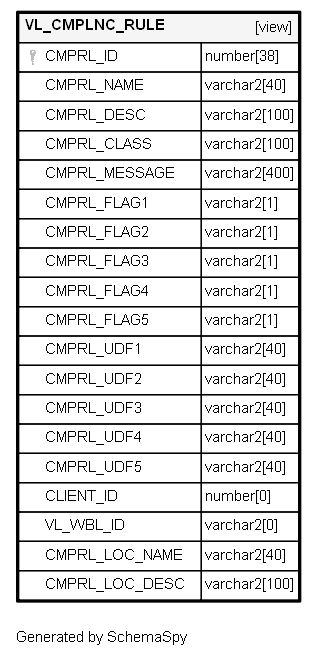 VL_CMPLNC_RULE [view]
CMPRL_ID number[38]
CMPRL_NAME varchar2[40]
CMPRL_DESC varchar2[100]
CMPRL_CLASS varchar2[100]
CMPRL_MESSAGE varchar2[400]
CMPRL_FLAG1 varchar2[1]
CMPRL_FLAG2 varchar2[1]
CMPRL_FLAG3 varchar2[1]
CMPRL_FLAG4 varchar2[1]
CMPRL_FLAG5 varchar2[1]
CMPRL_UDF1 varchar2[40]
CMPRL_UDF2 varchar2[40]
CMPRL_UDF3 varchar2[40]
CMPRL_UDF4 varchar2[40]
CMPRL_UDF5 varchar2[40]
CLIENT_ID number[0]
VL_WBL_ID varchar2[0]
CMPRL_LOC_NAME varchar2[40]
CMPRL_LOC_DESC varchar2[100]
Generated by SchemaSpy